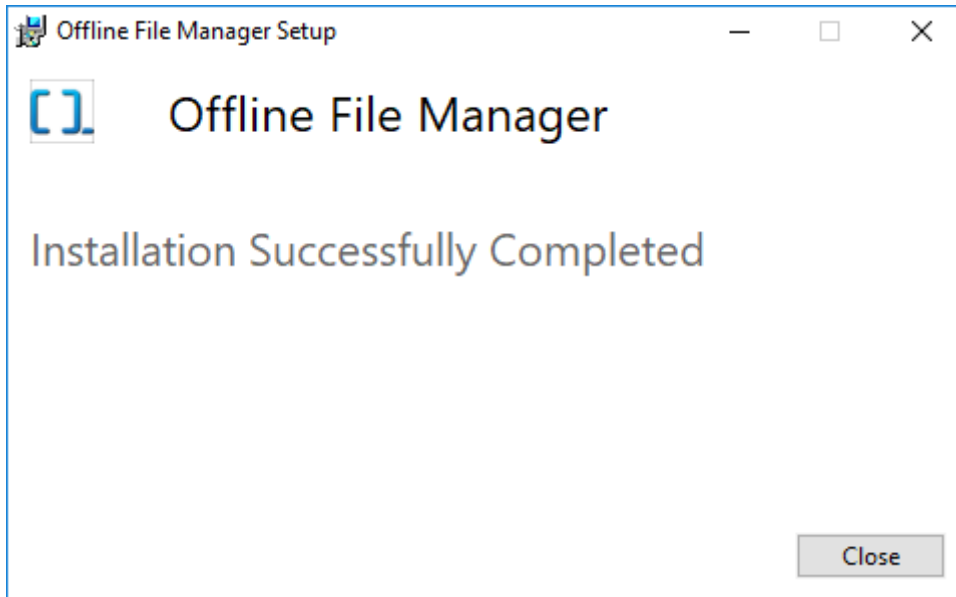 Offline File Manager Setup
Offline File Manager
Installation Successfully Completed
Close